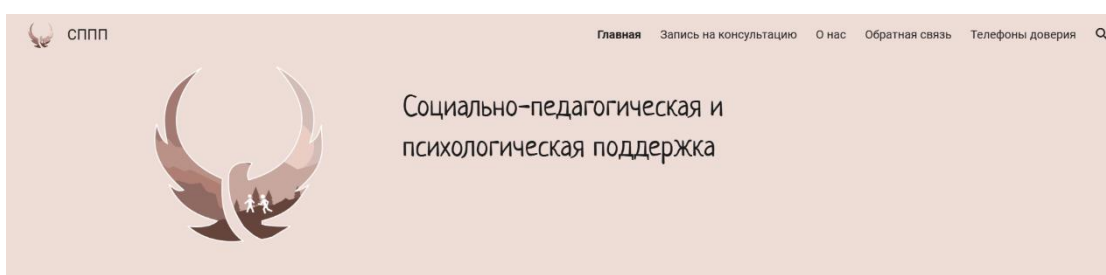 СППП
Главная Запись на консультацию О нас Обратная связь Телефоны доверия
Социально-педагогическая и
психологическая поддержка